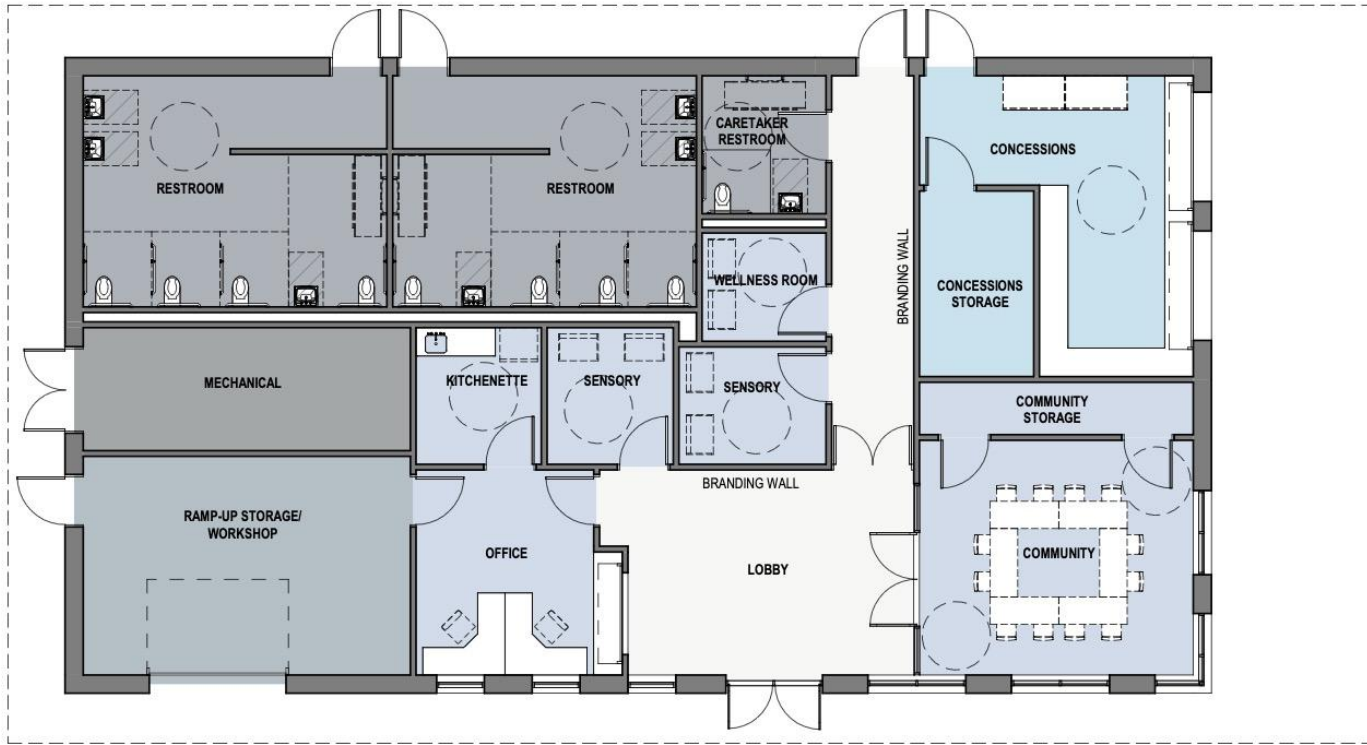 CARETAKER
RESTROOM
CONCESSIONS
RESTROOM
RESTROOM
WELLNESS ROOM
BRANDING WALL
CONCESSIONS
STORAGE
MECHANICAL
KITCHENETTE
SENSORY
SENSORY
COMMUNITY
STORAGE
BRANDING WALL
RAMP-UP STORAGE/
WORKSHOP
OFFICE
LOBBY
COMMUNITY